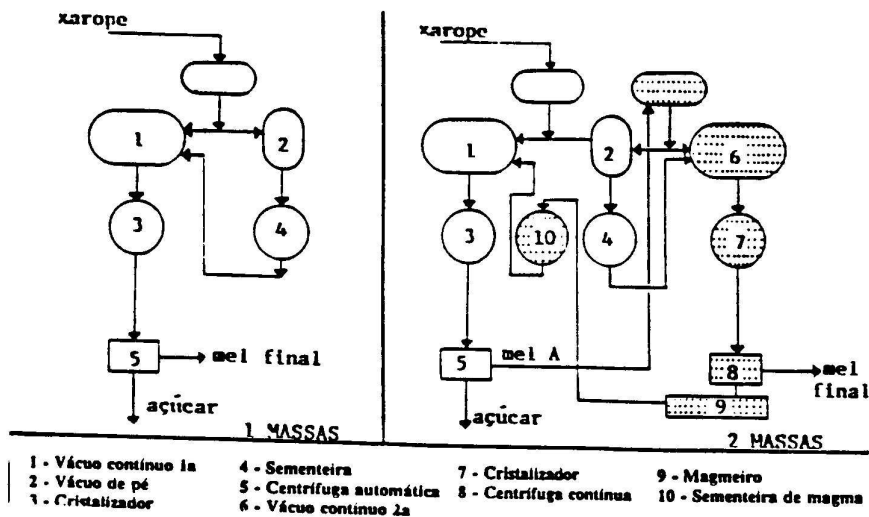 xarope
1
2
3
4
5
mel final
açúcar
1 MASSAS
xarope
1
2
6
3
10
4
7
5
mel A
8
mel
final
9
açúcar
2 MASSAS
1 - Vácuo contínuo 1a
2 - Vácuo de pé
3 - Cristalizador
4 - Sementeira
5 - Centrífuga automática
6 - Vácuo contínuo 2a
7 - Cristalizador
8 - Centrífuga contínua
9 - Magmeiro
10 - Sementeira de magma